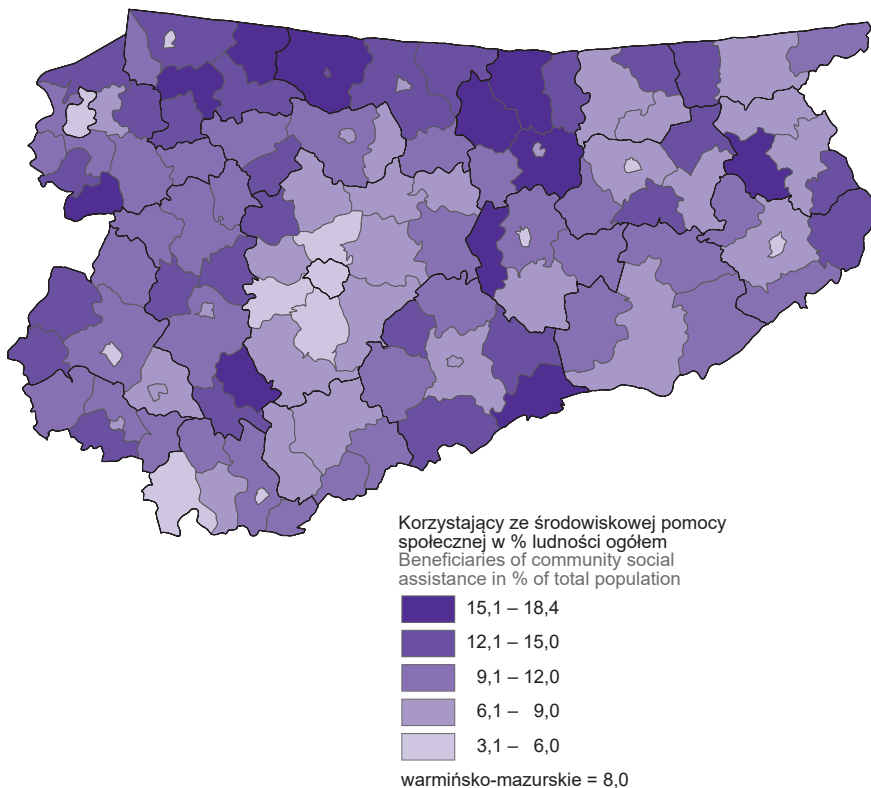 Korzystający ze środowiskowej pomocy
społecznej w % ludności ogółem
Beneficiaries of community social
assistance in % of total population
15,1 – 18,4
12,1 – 15,0
9,1 – 12,0
6,1 – 9,0
3,1 – 6,0
warmińsko-mazurskie = 8,0